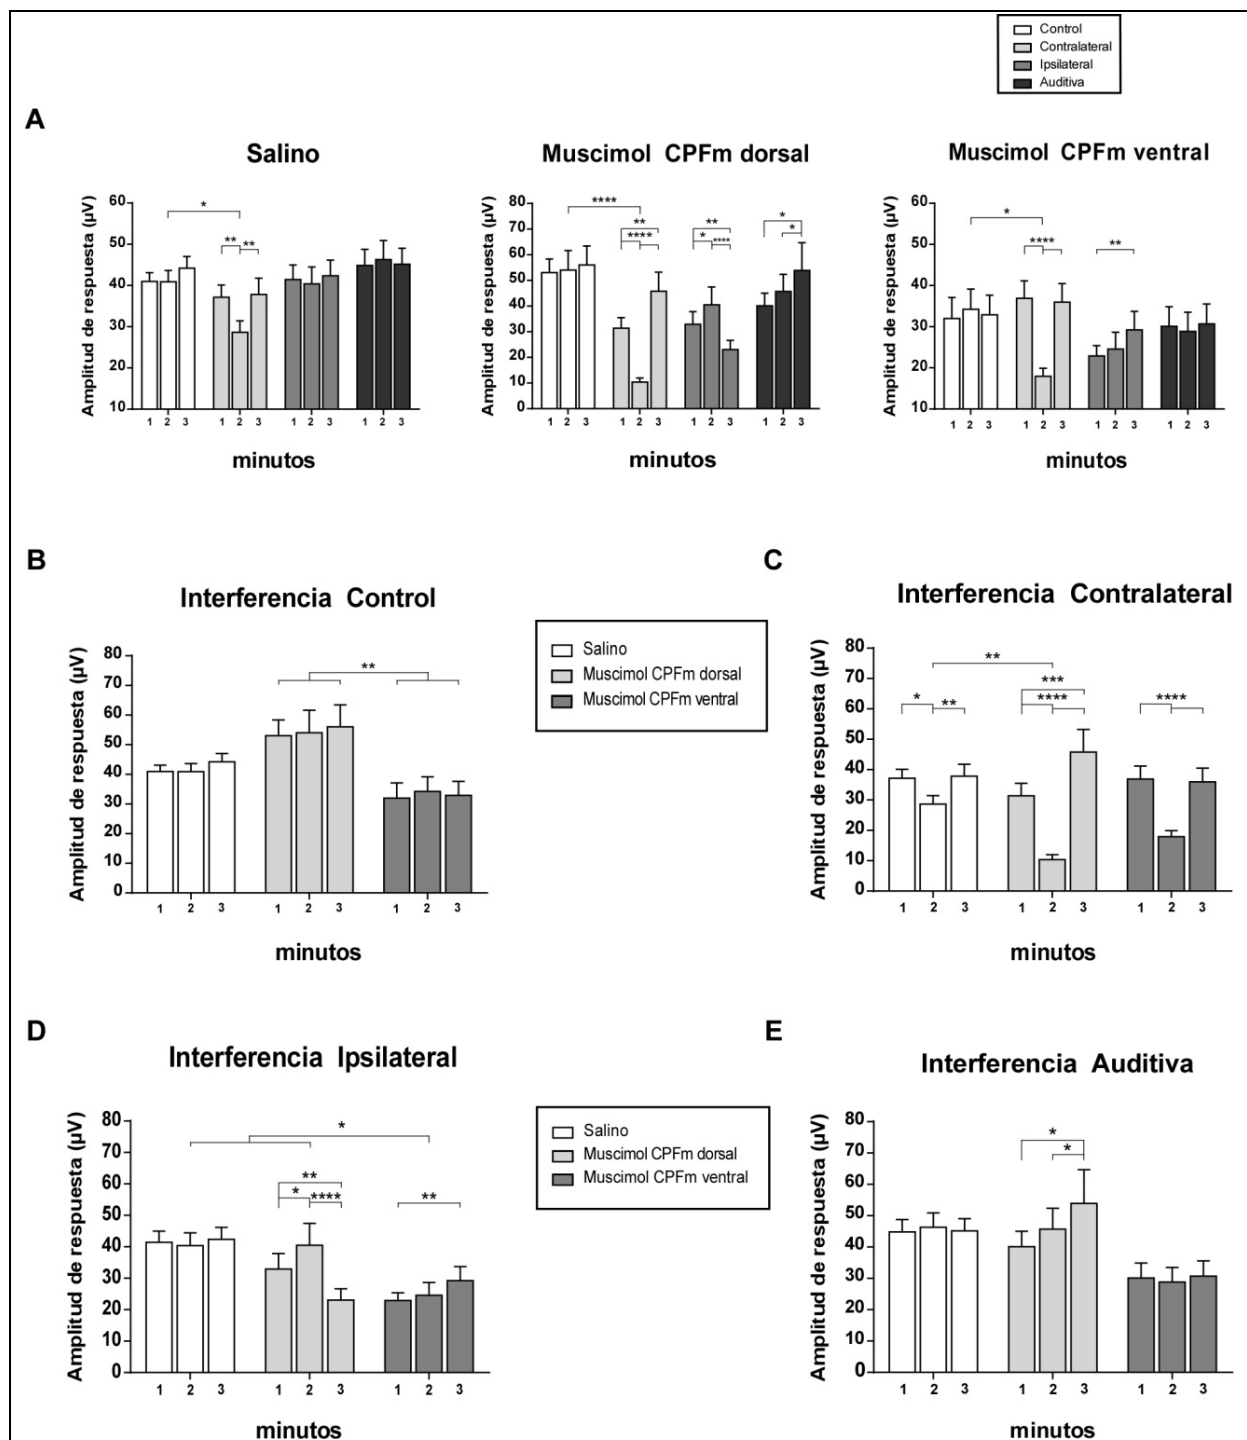 Control
Contralateral
Ipsilateral
Auditiva
A
Salino
Amplitud de respuesta (µV)
60
50
40
30
20
10
*
** **
1 2 3 1 2 3 1 2 3 1 2 3
minutos
Muscimol CPFm dorsal
Amplitud de respuesta (µV)
80
70
60
50
40
30
20
10
0
****
** ** *
**** * **** *
1 2 3 1 2 3 1 2 3 1 2 3
minutos
Muscimol CPFm ventral
Amplitud de respuesta (µV)
60
50
40
30
20
10
*
**** **
1 2 3 1 2 3 1 2 3 1 2 3
minutos
B
Interferencia Control
Amplitud de respuesta (µV)
80
70
60
50
40
30
20
10
0
**
1 2 3 1 2 3 1 2 3
minutos
Salino
Muscimol CPFm dorsal
Muscimol CPFm ventral
C
Interferencia Contralateral
Amplitud de respuesta (µV)
80
70
60
50
40
30
20
10
0
**
***
* ** **** ****
1 2 3 1 2 3 1 2 3
minutos
D
Interferencia Ipsilateral
Amplitud de respuesta (µV)
80
70
60
50
40
30
20
10
0
*
**
* **** **
1 2 3 1 2 3 1 2 3
minutos
Salino
Muscimol CPFm dorsal
Muscimol CPFm ventral
E
Interferencia Auditiva
Amplitud de respuesta (µV)
80
70
60
50
40
30
20
10
0
*
*
1 2 3 1 2 3 1 2 3
minutos